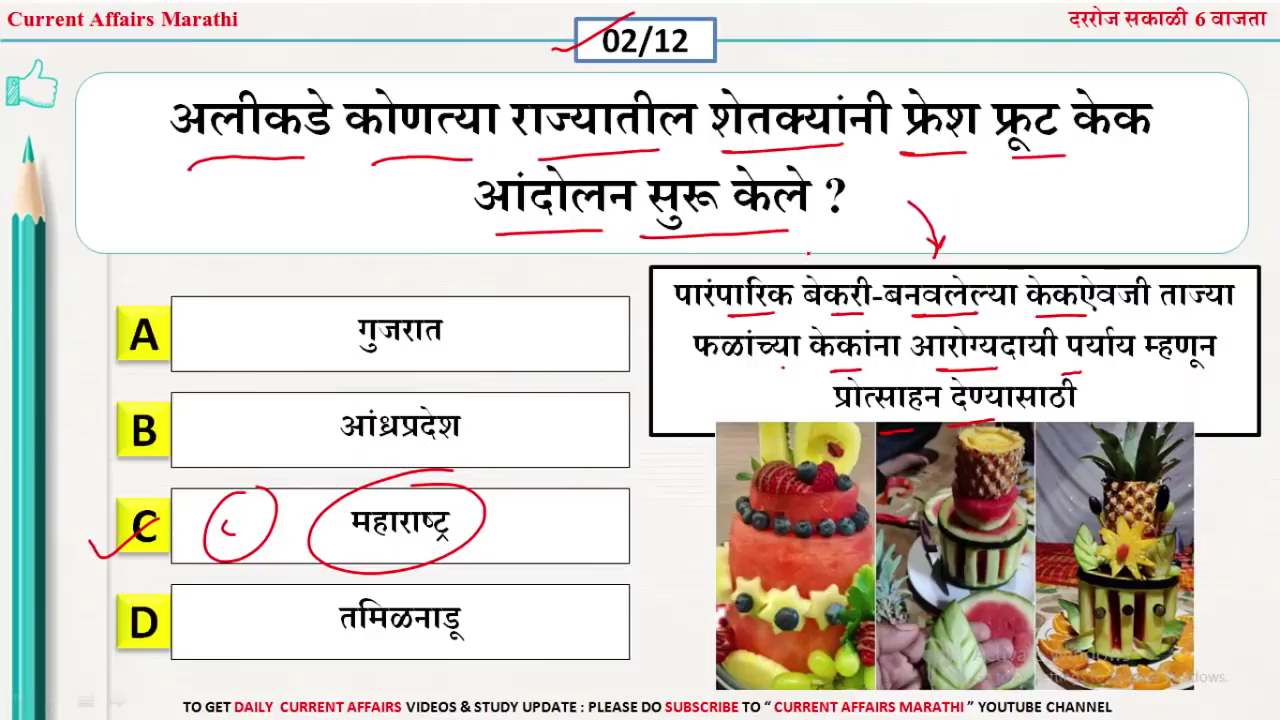 Current Affairs Marathi
दररोज सकाळी 6 वाजता
02/12
अलीकडे कोणत्या राज्यातील शेतक्यांनी फ्रेश फ्रूट केक
आंदोलन सुरू केले ?
पारंपारिक बेकरी-बनवलेल्या केकऐवजी ताज्या
फळांच्या केकांना आरोग्यदायी पर्याय म्हणून
प्रोत्साहन देण्यासाठी
A
गुजरात
B
आंध्रप्रदेश
C
महाराष्ट्र
D
तमिळनाडू
TO GET DAILY CURRENT AFFAIRS VIDEOS & STUDY UPDATE : PLEASE DO SUBSCRIBE TO “ CURRENT AFFAIRS MARATHI ” YOUTUBE CHANNEL